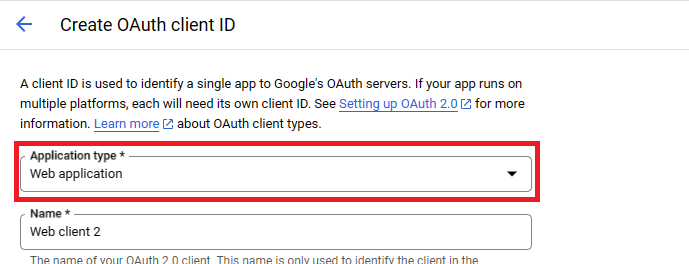 Create OAuth client ID
A client ID is used to identify a single app to Google's OAuth servers. If your app runs on
multiple platforms, each will need its own client ID. See Setting up OAuth 2.0 for more
information. Learn more about OAuth client types.
Application type *
Web application
Name *
Web client 2
The name of your OAuth 2.0 client. This name is only used to identify the client in the